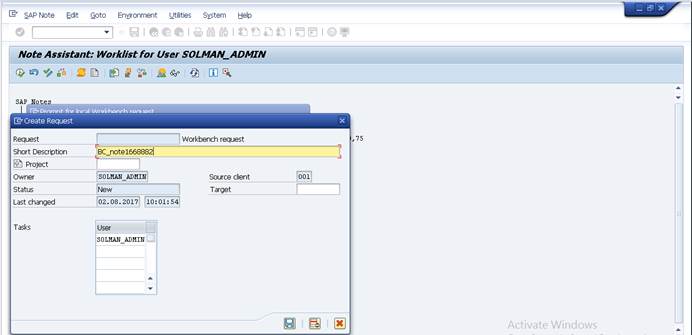 SAP Note Edit Goto Environment Utilities System Help
Note Assistant: Worklist for User SOLMAN_ADMIN
SAP Notes
Prompt for local Workbench request
,75
Create Request
Request Workbench request
Short Description BC_note1668882
Project
Owner SOLMAN_ADMIN Source client 001
Status New Target
Last changed 02.08.2017 10:01:54
Tasks User
SOLMAN_ADMIN
Activate Windows